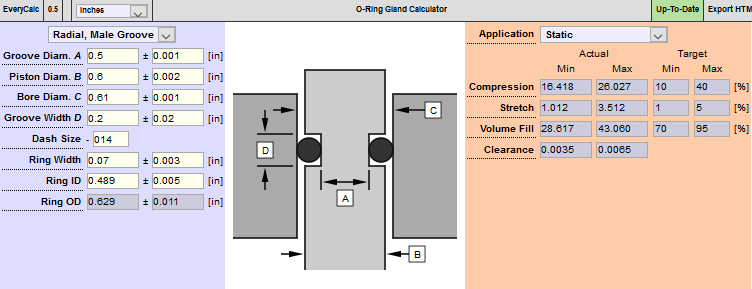 EveryCalc 0.5 Inches O-Ring Gland Calculator Up-To-Date Export HTM
Radial, Male Groove
Groove Diam. A 0.5 ± 0.001 [in]
Piston Diam. B 0.6 ± 0.002 [in]
Bore Diam. C 0.61 ± 0.001 [in]
Groove Width D 0.2 ± 0.02 [in]
Dash Size - 014
Ring Width 0.07 ± 0.003 [in]
Ring ID 0.489 ± 0.005 [in]
Ring OD 0.629 ± 0.011 [in]
C
D
A
B
Application Static
Actual Target
Min Max Min Max
Compression 16.418 26.027 10 40 [%]
Stretch 1.012 3.512 1 5 [%]
Volume Fill 28.617 43.060 70 95 [%]
Clearance 0.0035 0.0065